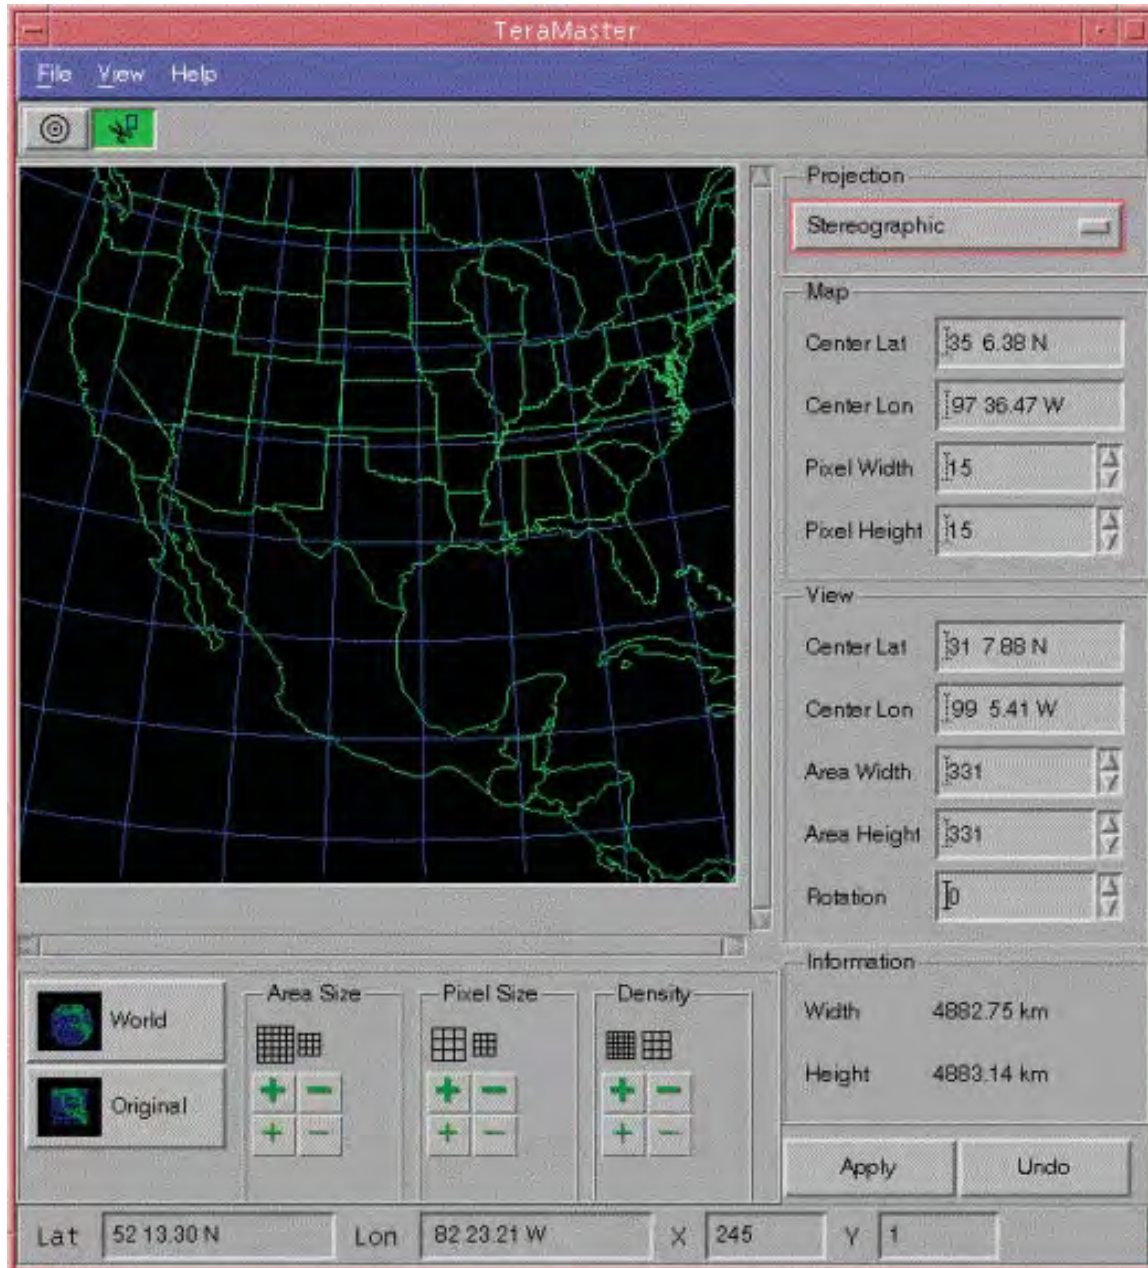 TeraMaster
File View Help
Projection
Stereographic
Map
Center Lat 35 6.38 N
Center Lon 97 36.47 W
Pixel Width 15
Pixel Height 15
View
Center Lat 31 7.88 N
Center Lon 99 5.41 W
Area Width 331
Area Height 331
Rotation 0
Information
Width 4882.75 km
Height 4883.14 km
World
Original
Area Size
Pixel Size
Density
Apply Undo
Lat 52 13.30 N Lon 82 23.21 W X 245 Y 1